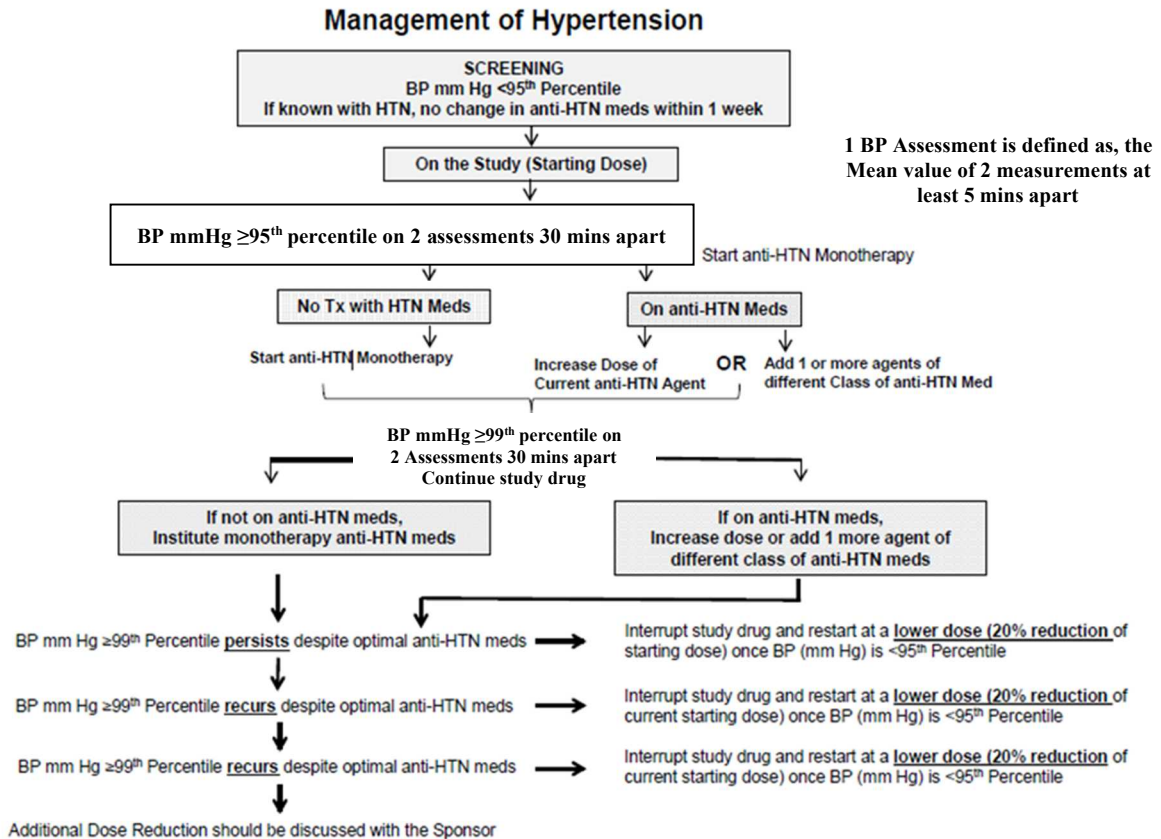 Management of Hypertension
SCREENING
BP mm Hg <95th Percentile
If known with HTN, no change in anti-HTN meds within 1 week
1 BP Assessment is defined as, the
Mean value of 2 measurements at
least 5 mins apart
On the Study (Starting Dose)
BP mmHg ≥95th percentile on 2 assessments 30 mins apart
Start anti-HTN Monotherapy
No Tx with HTN Meds
On anti-HTN Meds
Start anti-HTN Monotherapy
Increase Dose of
Current anti-HTN Agent
OR
Add 1 or more agents of
different Class of anti-HTN Med
BP mmHg ≥99th percentile on
2 Assessments 30 mins apart
Continue study drug
If not on anti-HTN meds,
Institute monotherapy anti-HTN meds
If on anti-HTN meds,
Increase dose or add 1 more agent of
different class of anti-HTN meds
BP mm Hg ≥99th Percentile persists despite optimal anti-HTN meds
Interrupt study drug and restart at a lower dose (20% reduction of
starting dose) once BP (mm Hg) is <95th Percentile
BP mm Hg ≥99th Percentile recurs despite optimal anti-HTN meds
Interrupt study drug and restart at a lower dose (20% reduction of
current starting dose) once BP (mm Hg) is <95th Percentile
BP mm Hg ≥99th Percentile recurs despite optimal anti-HTN meds
Interrupt study drug and restart at a lower dose (20% reduction of
current starting dose) once BP (mm Hg) is <95th Percentile
Additional Dose Reduction should be discussed with the Sponsor